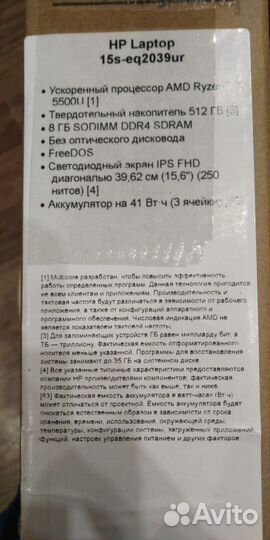 HP Laptop
15s-eq2039ur
• Ускоренный процессор AMD Ryze
5500U [1]
• Твердотельный накопитель 512 ГБ [3]
• 8 ГБ SODIMM DDR4 SDRAM
• Без оптического дисковода
• FreeDOS
• Светодиодный экран IPS FHD
диагональю 39,62 см (15,6") (250
нитов) [4]
• Аккумулятор на 41 Вт·ч (3 ячейки)
[1] Multicore разработан, чтобы повысить эффективность
работы определенных программ. Данная технология пригодится
не всем клиентам и приложениям. Производительность и
тактовая частота будут различаться в зависимости от рабочего
приложения, а также от конфигураций аппаратного и
программного обеспечения. Числовая индикация AMD не
является показателем тактовой частоты.
[3] Для запоминающих устройств ГБ равен миллиарду бит, а
ТБ — триллиону. Фактическая емкость отформатированного
носителя меньше указанной. Программы для восстановления
системы занимают до 35 ГБ на диске.
[4] Все указанные типичные характеристики предоставляются
компаниям HP производителями компонентов; фактическая
производительность может быть как выше, так и ниже.
[63] Фактическая емкость аккумулятора в ватт-часах (Вт·ч)
может отличаться от проектной. Емкость аккумулятора будет
снижаться естественным образом в зависимости от срока
хранения, времени, использования, окружающей среды,
температуры, конфигурации системы, загруженных приложений,
функций, настроек управления питанием и других факторов.
Avito